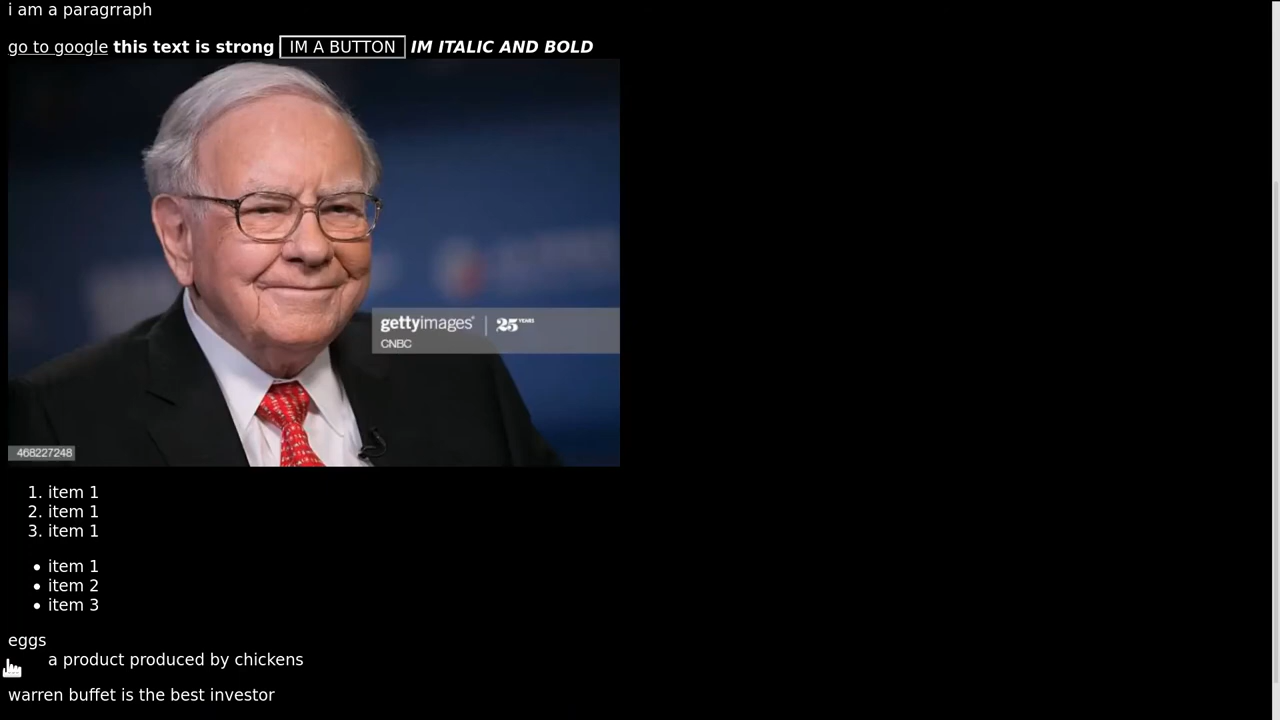 i am a paragrraph
go to google this text is strong IM A BUTTON IM ITALIC AND BOLD
gettyimages® | 25 YEARS
CNBC
468227248
1. item 1
2. item 1
3. item 1
• item 1
• item 2
• item 3
eggs
a product produced by chickens
warren buffet is the best investor